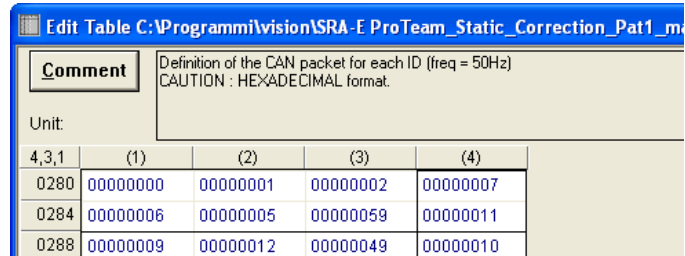 Edit Table C:\Programmi\vision\SRA-E ProTeam_Static_Correction_Pat1_ma
Comment
Definition of the CAN packet for each ID (freq = 50Hz)
CAUTION : HEXADECIMAL format.
Unit:
4,3,1 (1) (2) (3) (4)
0280 00000000 00000001 00000002 00000007
0284 00000006 00000005 00000059 00000011
0288 00000009 00000012 00000049 00000010